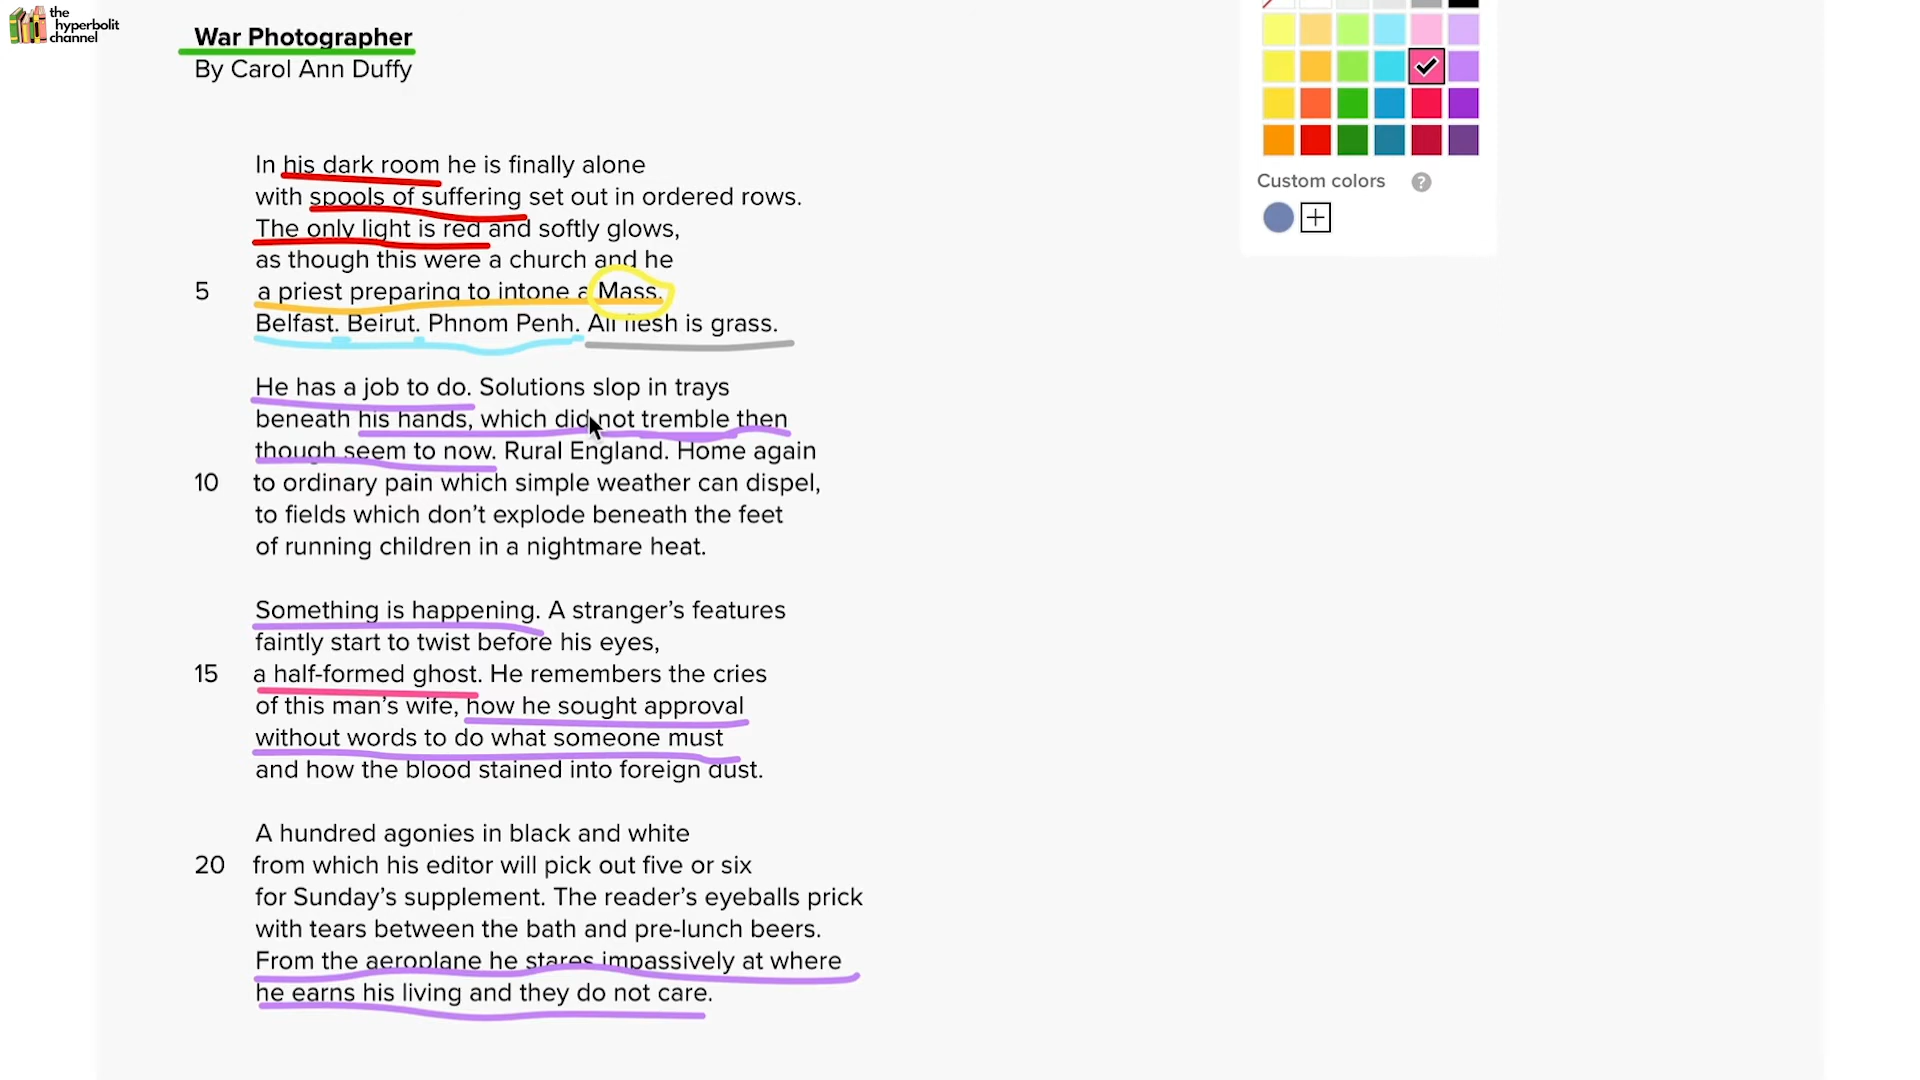 the
hyperbolit
channel
War Photographer
By Carol Ann Duffy
In his dark room he is finally alone
with spools of suffering set out in ordered rows.
The only light is red and softly glows,
as though this were a church and he
5 a priest preparing to intone a Mass.
Belfast. Beirut. Phnom Penh. All flesh is grass.
He has a job to do. Solutions slop in trays
beneath his hands, which did not tremble then
though seem to now. Rural England. Home again
10 to ordinary pain which simple weather can dispel,
to fields which don’t explode beneath the feet
of running children in a nightmare heat.
Something is happening. A stranger’s features
faintly start to twist before his eyes,
15 a half-formed ghost. He remembers the cries
of this man’s wife, how he sought approval
without words to do what someone must
and how the blood stained into foreign dust.
A hundred agonies in black and white
20 from which his editor will pick out five or six
for Sunday’s supplement. The reader’s eyeballs prick
with tears between the bath and pre-lunch beers.
From the aeroplane he stares impassively at where
he earns his living and they do not care.
Custom colors ?